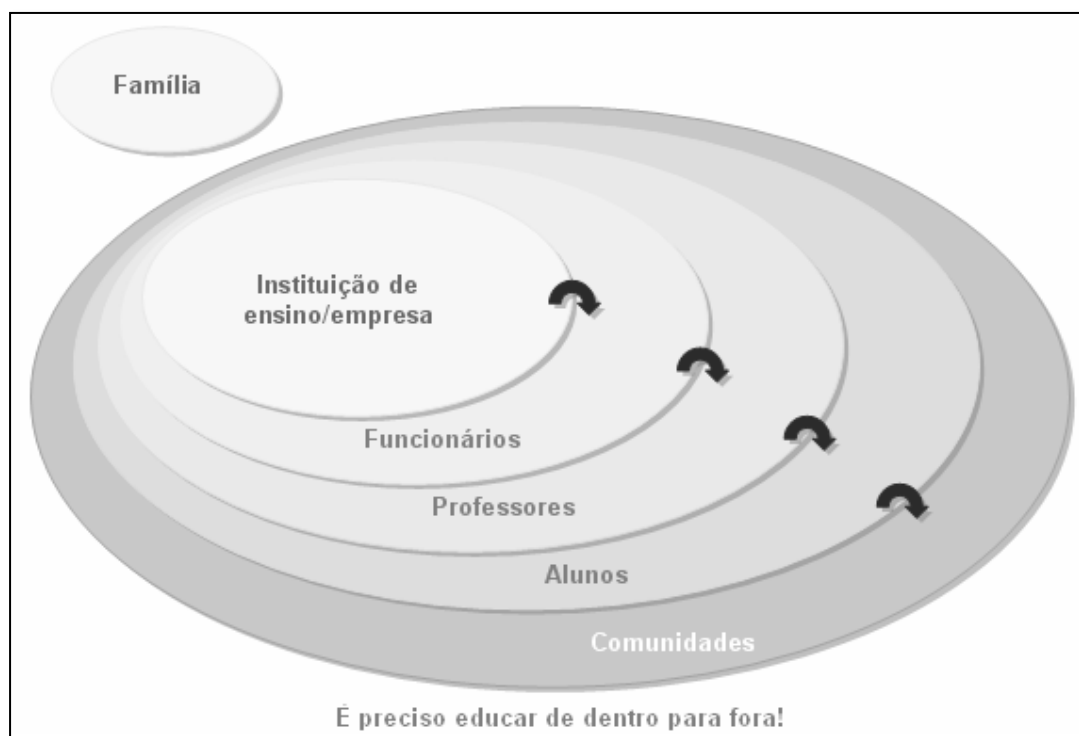 Família
Instituição de
ensino/empresa
Funcionários
Professores
Alunos
Comunidades
É preciso educar de dentro para fora!